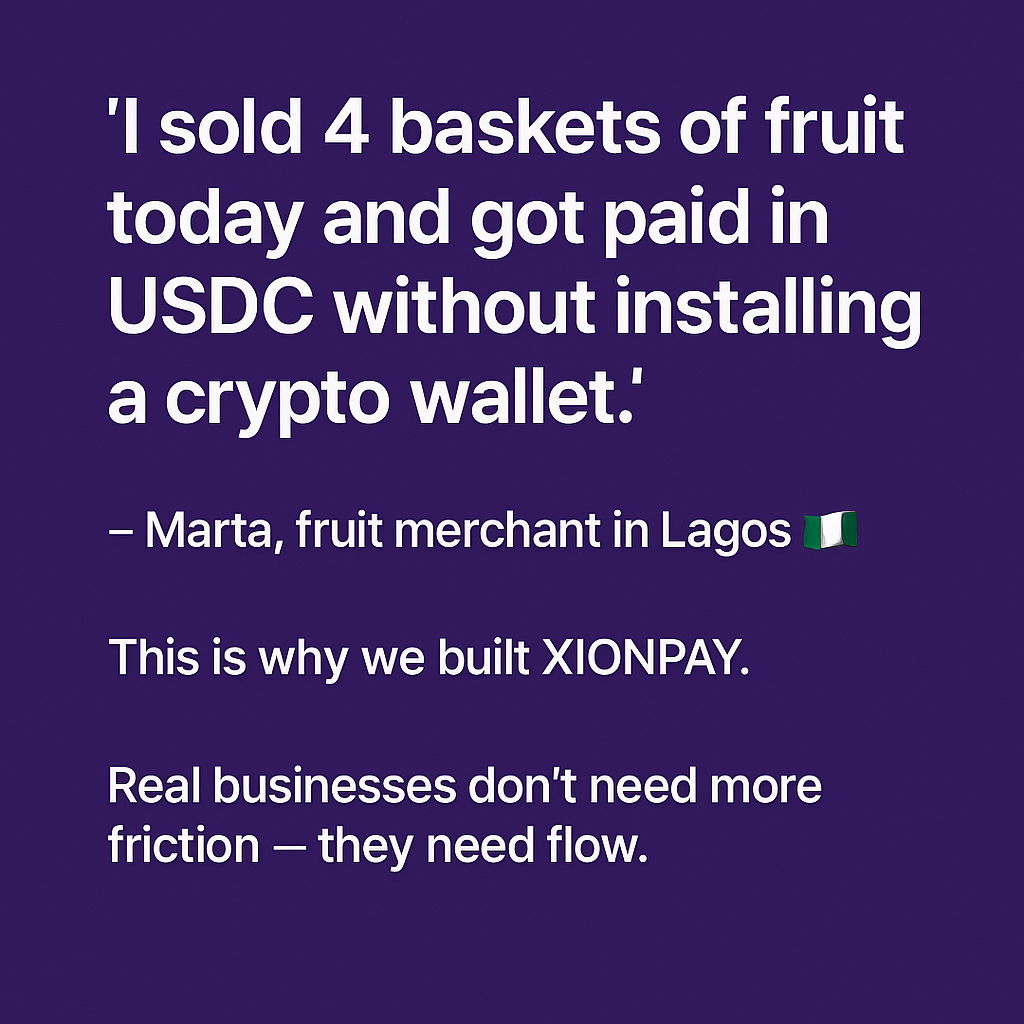 'I sold 4 baskets of fruit
today and got paid in
USDC without installing
a crypto wallet.'
– Marta, fruit merchant in Lagos 🇳🇬
This is why we built XIONPAY.
Real businesses don't need more
friction — they need flow.